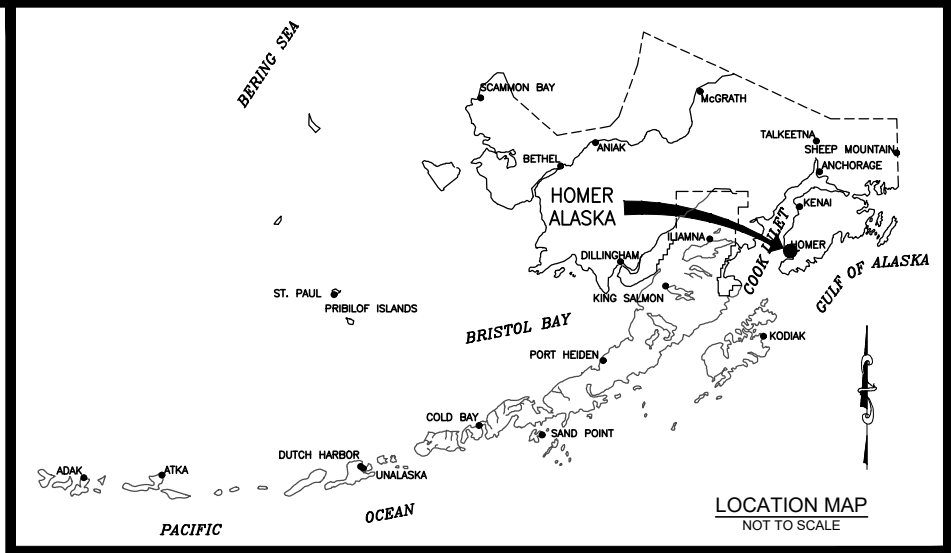 BERING SEA
SCAMMON BAY
McGRATH
TALKEETNA
SHEEP MOUNTAIN
ANIAK
BETHEL
ANCHORAGE
HOMER
ALASKA
KENAI
ILIAMNA
COOK INLET
HOMER
DILLINGHAM
GULF OF ALASKA
KING SALMON
ST. PAUL
PRIBILOF ISLANDS
BRISTOL BAY
KODIAK
PORT HEIDEN
COLD BAY
SAND POINT
DUTCH HARBOR
UNALASKA
ADAK
ATKA
OCEAN
PACIFIC
LOCATION MAP
NOT TO SCALE